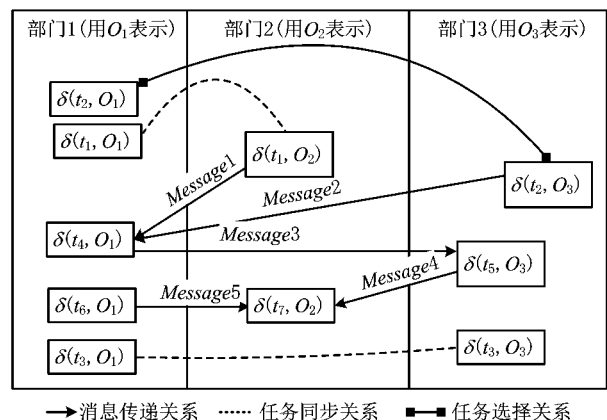 部门1(用O₁表示) 部门2(用O₂表示) 部门3(用O₃表示)
δ(t₂, O₁)
δ(t₁, O₁)
δ(t₁, O₂)
δ(t₂, O₃)
Message1
Message2
δ(t₄, O₁)
Message3
δ(t₅, O₃)
Message4
δ(t₆, O₁)
Message5
δ(t₇, O₂)
δ(t₃, O₁)
δ(t₃, O₃)
消息传递关系 任务同步关系 任务选择关系